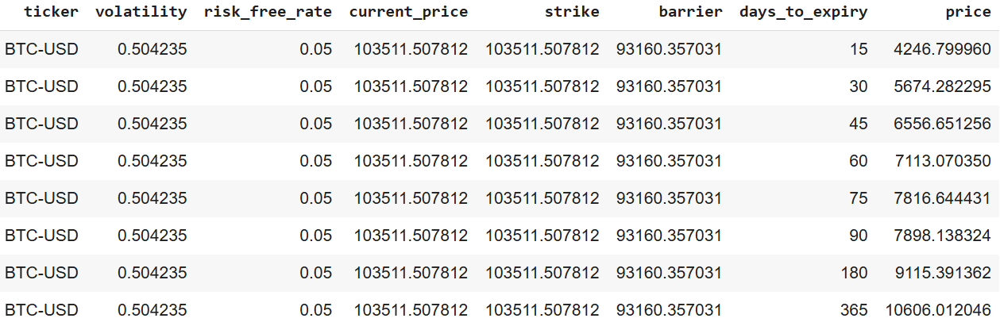 ticker volatility risk_free_rate current_price strike barrier days_to_expiry price
BTC-USD 0.504235 0.05 103511.507812 103511.507812 93160.357031 15 4246.799960
BTC-USD 0.504235 0.05 103511.507812 103511.507812 93160.357031 30 5674.282295
BTC-USD 0.504235 0.05 103511.507812 103511.507812 93160.357031 45 6556.651256
BTC-USD 0.504235 0.05 103511.507812 103511.507812 93160.357031 60 7113.070350
BTC-USD 0.504235 0.05 103511.507812 103511.507812 93160.357031 75 7816.644431
BTC-USD 0.504235 0.05 103511.507812 103511.507812 93160.357031 90 7898.138324
BTC-USD 0.504235 0.05 103511.507812 103511.507812 93160.357031 180 9115.391362
BTC-USD 0.504235 0.05 103511.507812 103511.507812 93160.357031 365 10606.012046